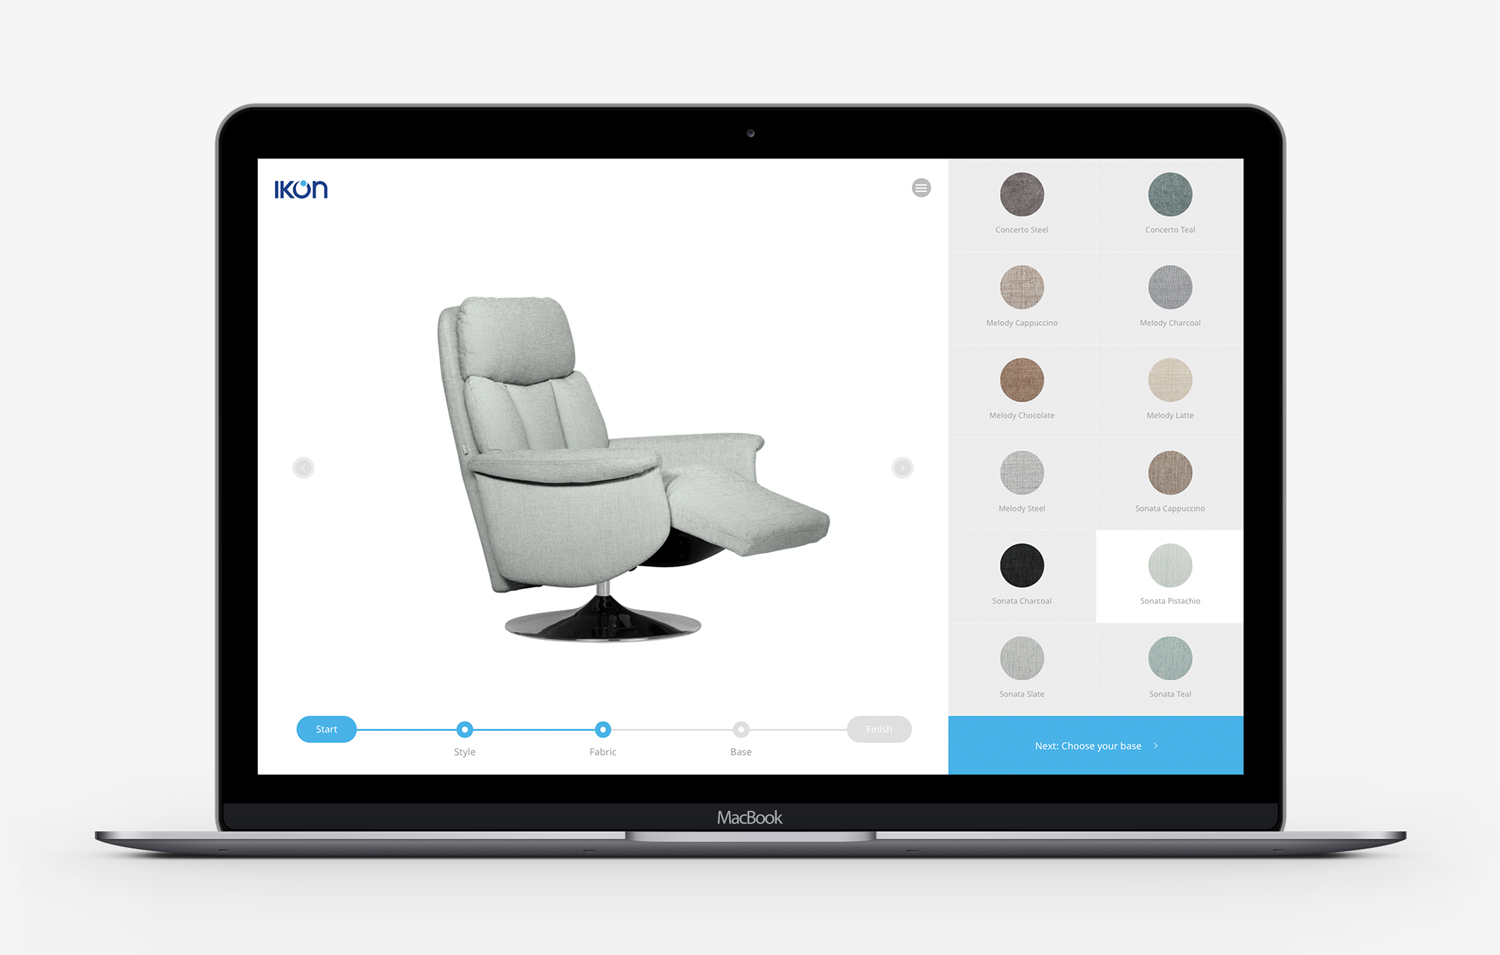 IKON
Concerto Steel
Concerto Teal
Melody Cappuccino
Melody Charcoal
Melody Chocolate
Melody Latte
Melody Steel
Sonata Cappuccino
Sonata Charcoal
Sonata Pistachio
Sonata Slate
Sonata Teal
Start
Style
Fabric
Base
Finish
Next: Choose your base
MacBook